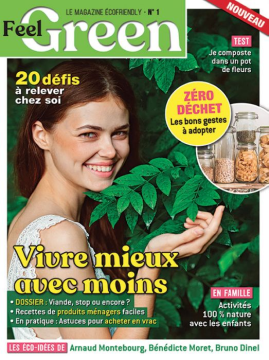 LE MAGAZINE ÉCOFRIENDLY • N° 1
NOUVEAU
Feel
Green
TEST
Je composte
dans un pot
de fleurs
20 défis
à relever
chez soi
ZÉRO
DÉCHET
Les bons gestes
à adopter
Vivre mieux
avec moins
• DOSSIER : Viande, stop ou encore ?
• Recettes de produits ménagers faciles
• En pratique : Astuces pour acheter en vrac
EN FAMILLE
Activités
100 % nature
avec les enfants
LES ÉCO-IDÉES DE Arnaud Montebourg, Bénédicte Moret, Bruno Dinel